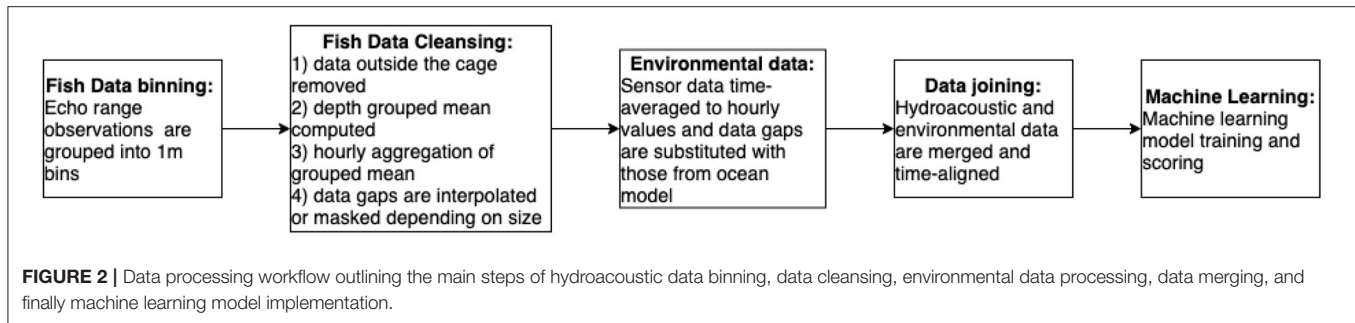 Fish Data binning:
Echo range
observations are
grouped into 1m
bins
Fish Data Cleansing:
1) data outside the cage
removed
2) depth grouped mean
computed
3) hourly aggregation of
grouped mean
4) data gaps are interpolated
or masked depending on size
Environmental data:
Sensor data time-
averaged to hourly
values and data gaps
are substituted with
those from ocean
model
Data joining:
Hydroacoustic and
environmental data
are merged and
time-aligned
Machine Learning:
Machine learning
model training and
scoring
FIGURE 2 | Data processing workflow outlining the main steps of hydroacoustic data binning, data cleansing, environmental data processing, data merging, and
finally machine learning model implementation.